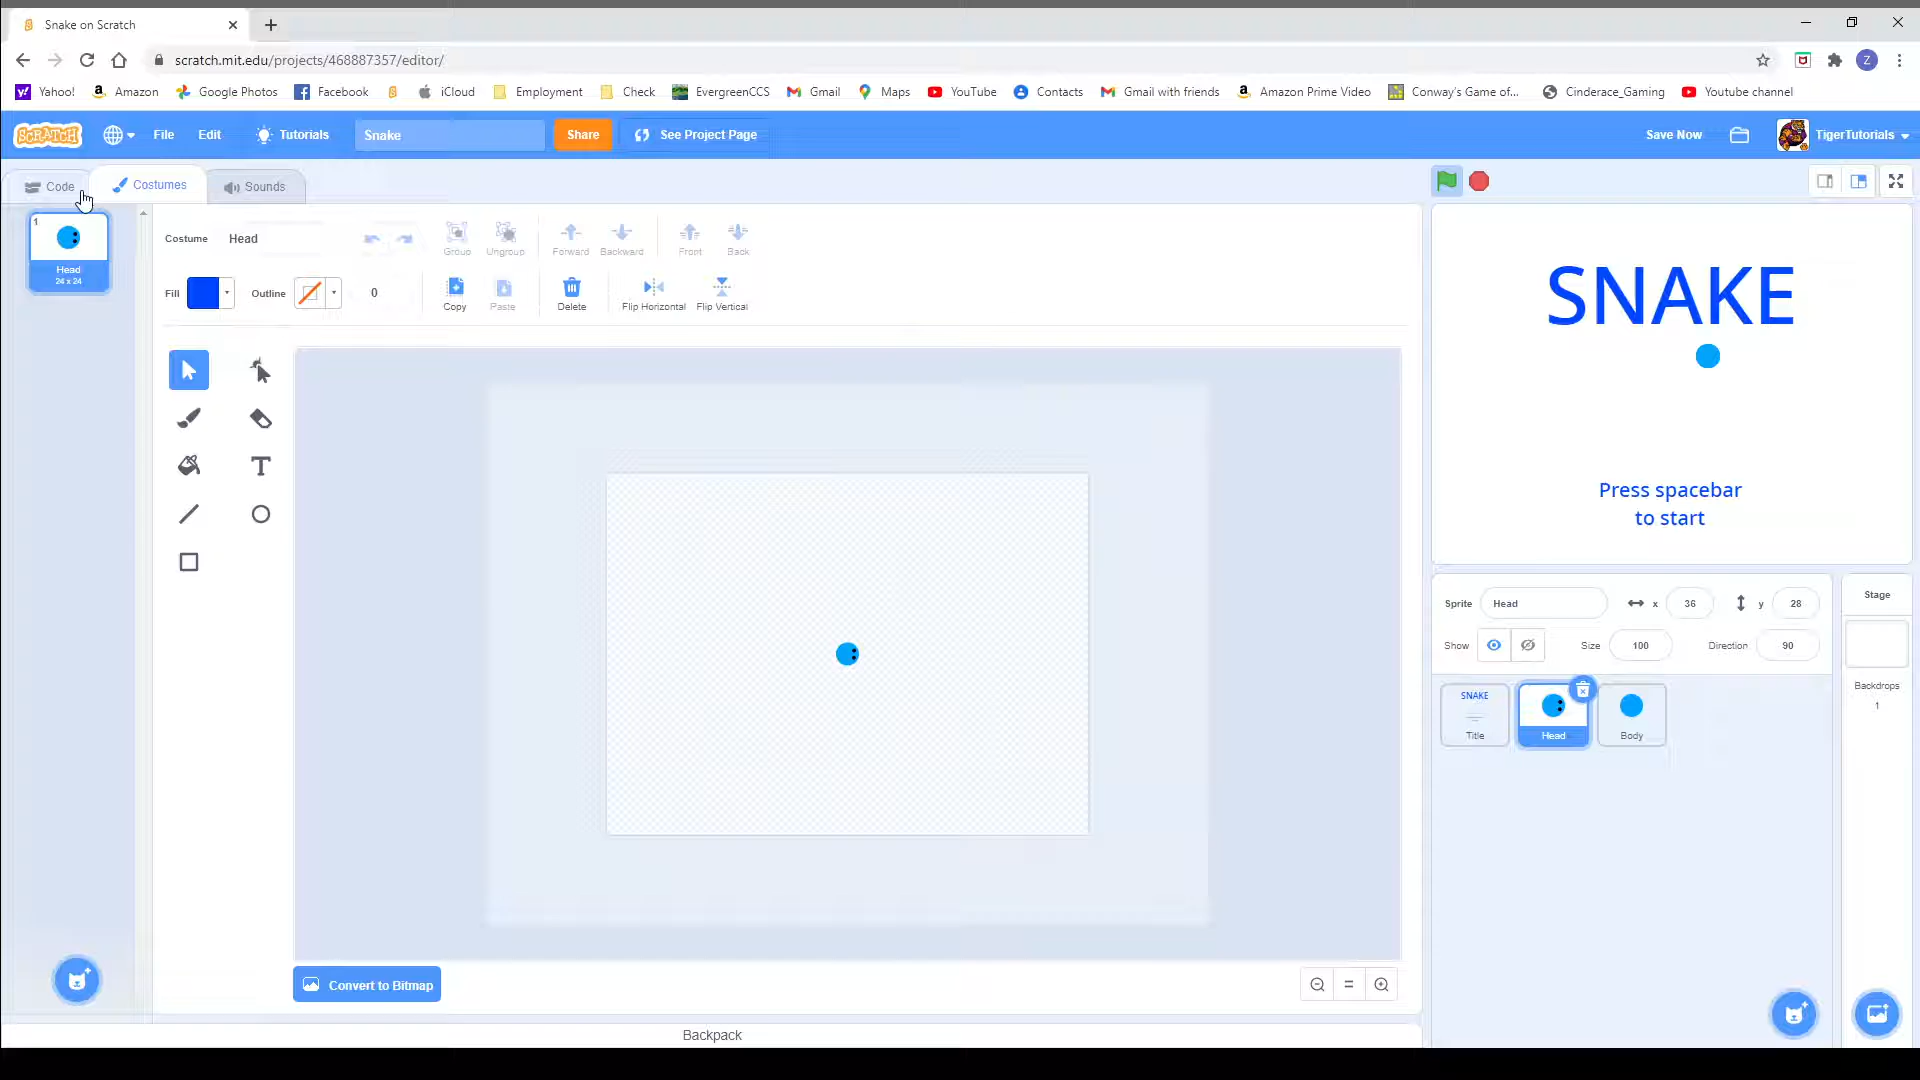 Snake on Scratch
scratch.mit.edu/projects/468887357/editor/
Z
Yahoo! Amazon Google Photos Facebook iCloud Employment Check EvergreenCCS Gmail Maps YouTube Contacts Gmail with friends Amazon Prime Video Conway's Game of... Cinderace_Gaming Youtube channel
SCRATCH File Edit Tutorials Snake Share See Project Page Save Now TigerTutorials
Code Costumes Sounds
1
Head
24 x 24
Costume Head Group Ungroup Forward Backward Front Back
Fill Outline 0 Copy Paste Delete Flip Horizontal Flip Vertical
T
Convert to Bitmap
Backpack
SNAKE
Press spacebar
to start
Sprite Head x 36 y 28
Show Size 100 Direction 90
SNAKE
Title Head Body
Stage
Backdrops
1